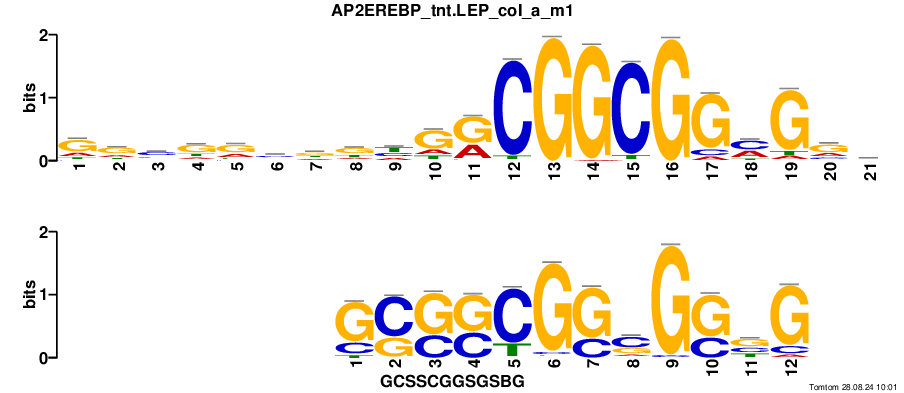 AP2EREBP_tnt.LEP_col_a_m1
2
1
0
bits
1 2 3 4 5 6 7 8 9 10 11 12 13 14 15 16 17 18 19 20 21
2
1
0
bits
1 2 3 4 5 6 7 8 9 10 11 12
GCSSCGGSGSBG
Tomtom 28.08.24 10:01